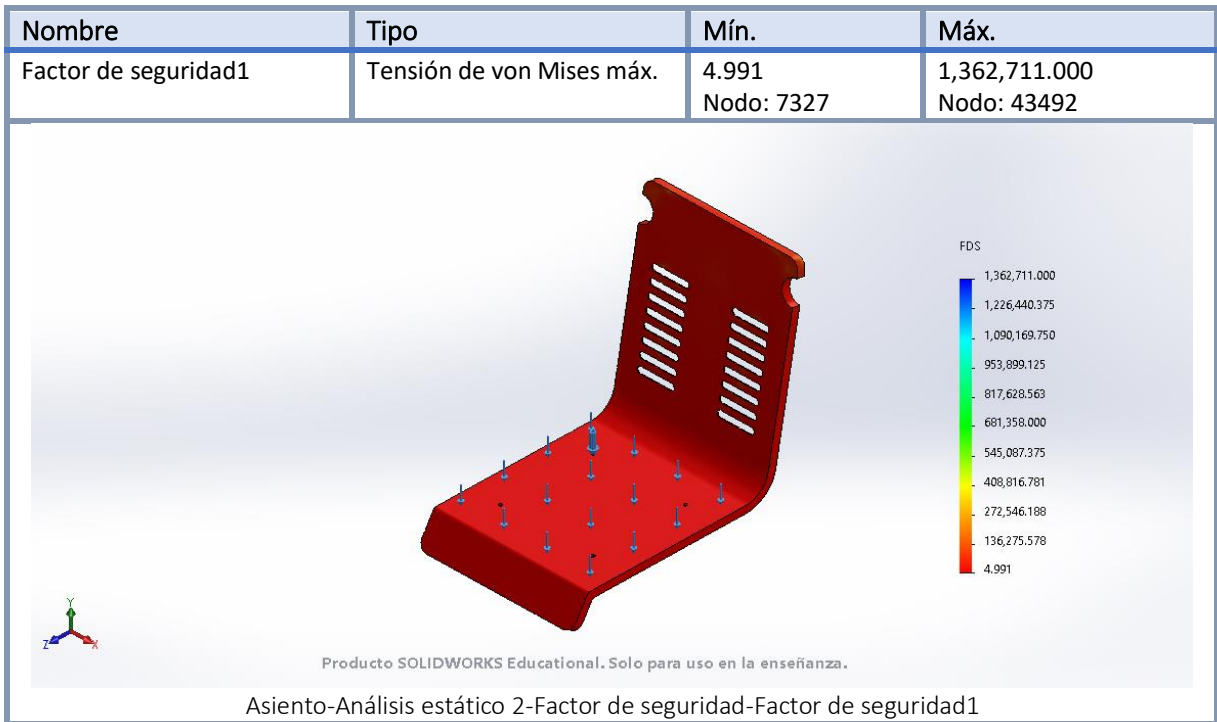 Nombre Tipo Mín. Máx.
Factor de seguridad1 Tensión de von Mises máx. 4.991 1,362,711.000
Nodo: 7327 Nodo: 43492
FDS
1,362,711.000
1,226,440.375
1,090,169.750
953,899.125
817,628.563
681,358.000
545,087.375
408,816.781
272,546.188
136,275.578
4.991
Y
Z X
Producto SOLIDWORKS Educational. Solo para uso en la enseñanza.
Asiento-Análisis estático 2-Factor de seguridad-Factor de seguridad1